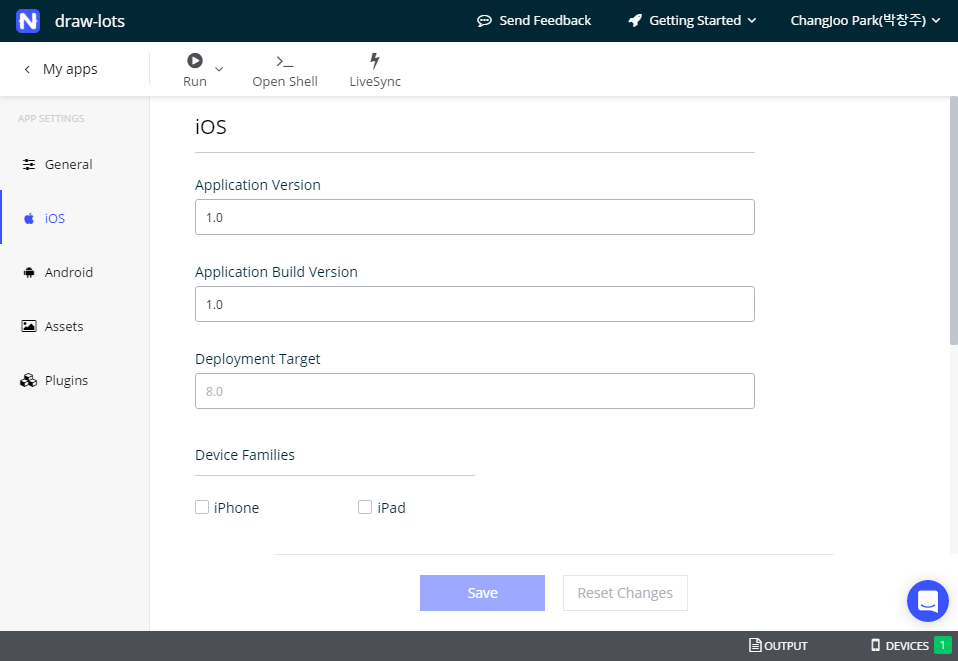 N draw-lots
Send Feedback
Getting Started
ChangJoo Park(박창주)
My apps
Run
Open Shell
LiveSync
APP SETTINGS
General
iOS
Android
Assets
Plugins
iOS
Application Version
1.0
Application Build Version
1.0
Deployment Target
8.0
Device Families
iPhone
iPad
Save
Reset Changes
OUTPUT
DEVICES 1